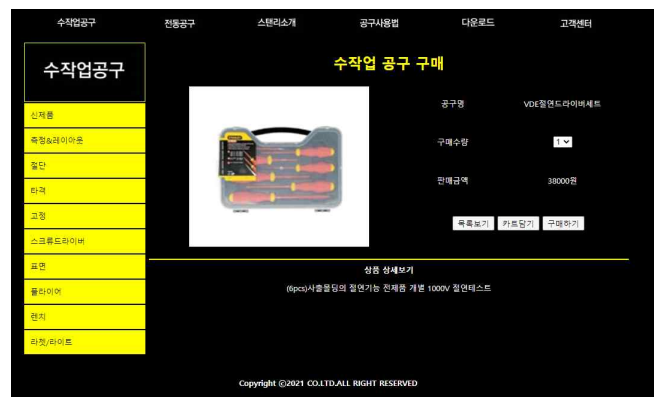 수작업공구 전동공구 스탠리소개 공구사용법 다운로드 고객센터
수작업공구
수작업 공구 구매
신제품
측정&레이아웃
절단
타격
고정
스크류드라이버
표면
플라이어
렌치
라쳇/라이트
공구명 VDE절연드라이버세트
구매수량 1
판매금액 38000원
목록보기 카트담기 구매하기
상품 상세보기
(6pcs)사출몰딩의 절연기능 전제품 개별 1000V 절연테스트
Copyright ©2021 CO.LTD.ALL RIGHT RESERVED